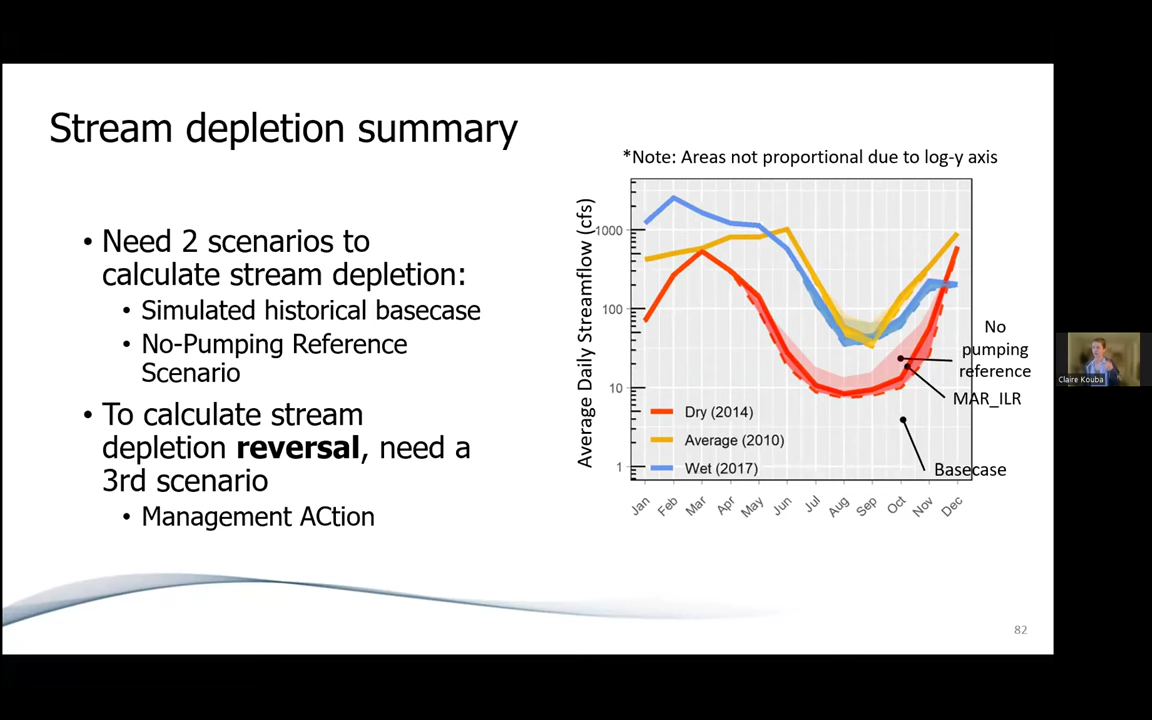 Stream depletion summary
*Note: Areas not proportional due to log-y axis
• Need 2 scenarios to
calculate stream depletion:
• Simulated historical basecase
• No-Pumping Reference
Scenario
• To calculate stream
depletion reversal, need a
3rd scenario
• Management ACtion
Average Daily Streamflow (cfs)
1000
100
10
1
Dry (2014)
Average (2010)
Wet (2017)
Jan
Feb
Mar
Apr
May
Jun
Jul
Aug
Sep
Oct
Nov
Dec
No
pumping
reference
MAR_ILR
Basecase
82
Claire Kouba